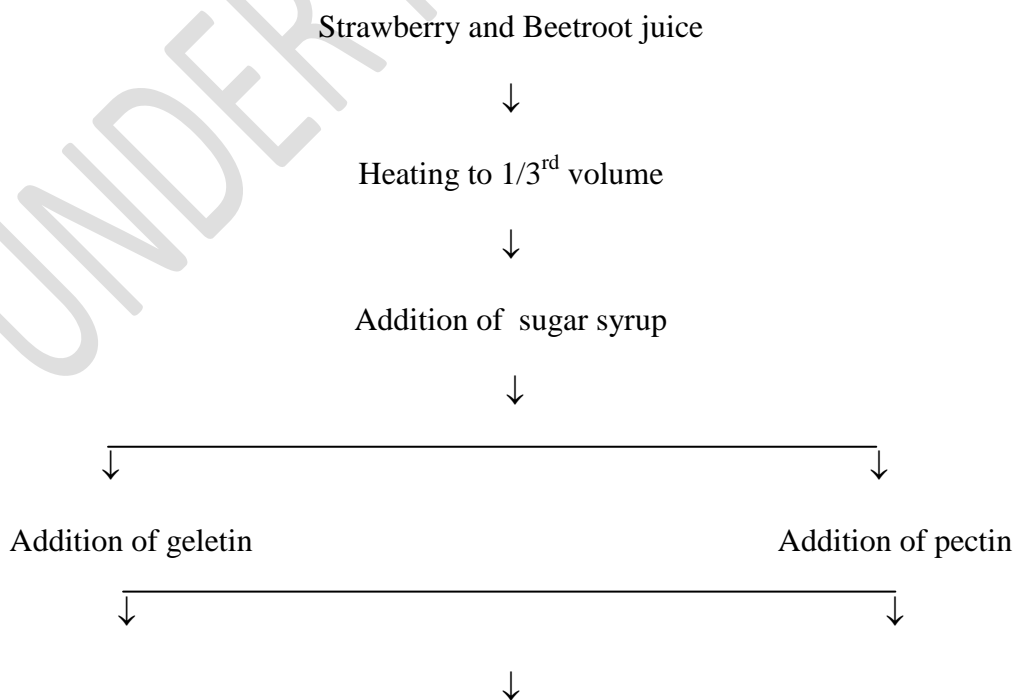 Strawberry and Beetroot juice
↓
Heating to 1/3rd volume
↓
Addition of sugar syrup
↓
↓ ↓
Addition of geletin Addition of pectin
↓ ↓
↓
UNDER